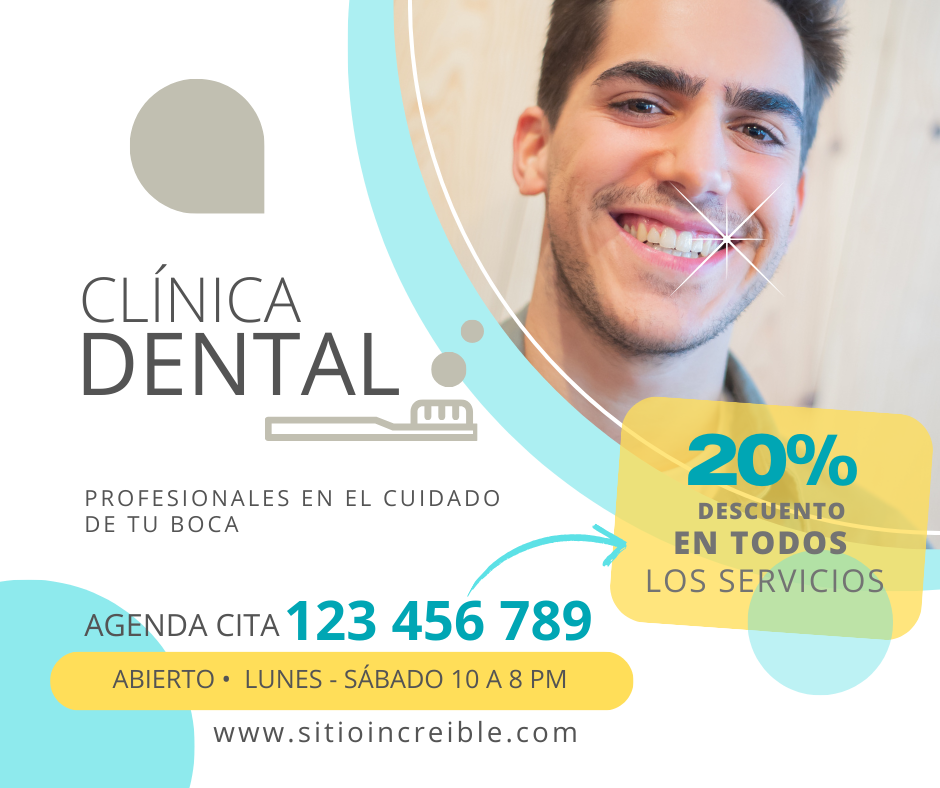 CLÍNICA
DENTAL
PROFESIONALES EN EL CUIDADO
DE TU BOCA
20%
DESCUENTO
EN TODOS
LOS SERVICIOS
AGENDA CITA 123 456 789
ABIERTO • LUNES - SÁBADO 10 A 8 PM
www.sitioincreible.com